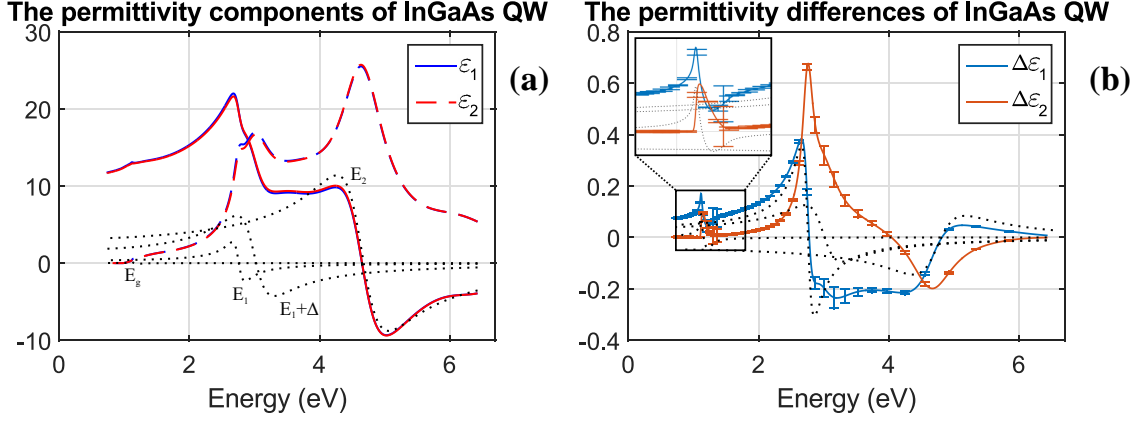 The permittivity components of InGaAs QW
30
20
10
0
-10
0
2
4
6
Energy (eV)
ε1
ε2
(a)
E2
Eg
E1
E1+Δ
The permittivity differences of InGaAs QW
0.8
0.6
0.4
0.2
0
-0.2
-0.4
0
2
4
6
Energy (eV)
Δε1
Δε2
(b)